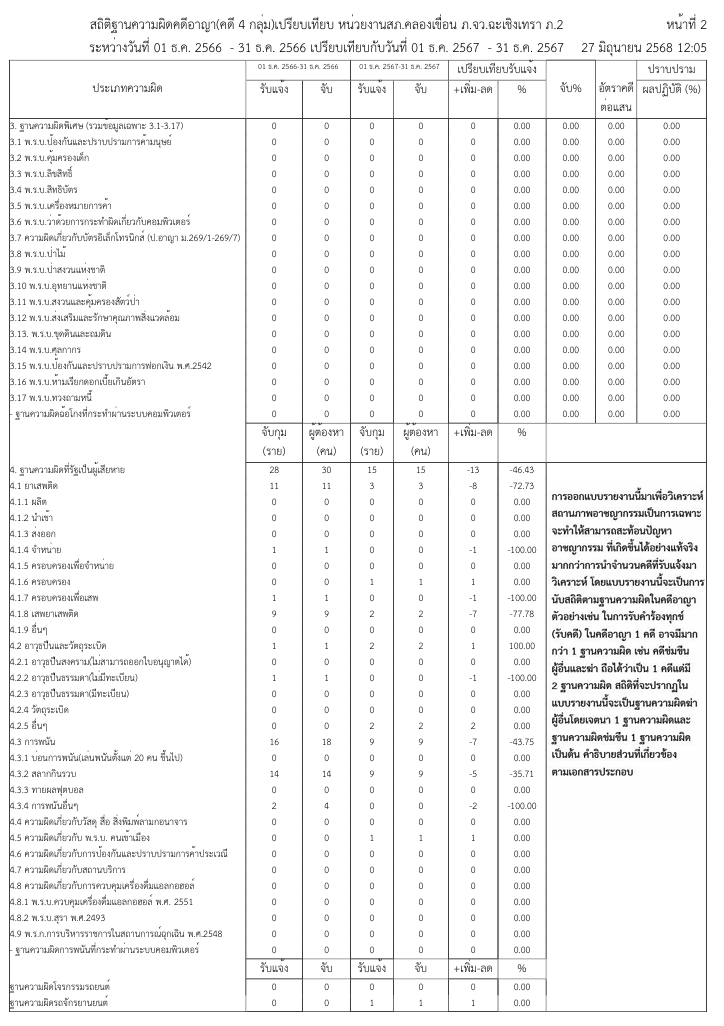 สถิติฐานความผิดคดีอาญา(คดี 4 กลุ่ม)เปรียบเทียบ หน่วยงานสภ.คลองเขื่อน ภ.จว.ฉะเชิงเทรา ภ.2 หน้าที่ 2
ระหว่างวันที่ 01 ธ.ค. 2566 - 31 ธ.ค. 2566 เปรียบเทียบกับวันที่ 01 ธ.ค. 2567 - 31 ธ.ค. 2567 27 มิถุนายน 2568 12:05
01 ธ.ค. 2566-31 ธ.ค. 2566 01 ธ.ค. 2567-31 ธ.ค. 2567 เปรียบเทียบรับแจ้ง ปราบปราม
ประเภทความผิด รับแจ้ง จับ รับแจ้ง จับ +เพิ่ม-ลด % จับ% อัตราคดี ผลปฏิบัติ (%)
ต่อแสน
3. ฐานความผิดพิเศษ (รวมข้อมูลเฉพาะ 3.1-3.17) 0 0 0 0 0 0.00 0.00 0.00 0.00
3.1 พ.ร.บ.ป้องกันและปราบปรามการค้ามนุษย์ 0 0 0 0 0 0.00 0.00 0.00 0.00
3.2 พ.ร.บ.คุ้มครองเด็ก 0 0 0 0 0 0.00 0.00 0.00 0.00
3.3 พ.ร.บ.ลิขสิทธิ์ 0 0 0 0 0 0.00 0.00 0.00 0.00
3.4 พ.ร.บ.สิทธิบัตร 0 0 0 0 0 0.00 0.00 0.00 0.00
3.5 พ.ร.บ.เครื่องหมายการค้า 0 0 0 0 0 0.00 0.00 0.00 0.00
3.6 พ.ร.บ.ว่าด้วยการกระทำผิดเกี่ยวกับคอมพิวเตอร์ 0 0 0 0 0 0.00 0.00 0.00 0.00
3.7 ความผิดเกี่ยวกับบัตรอิเล็กโทรนิกส์ (ป.อาญา ม.269/1-269/7) 0 0 0 0 0 0.00 0.00 0.00 0.00
3.8 พ.ร.บ.ป่าไม้ 0 0 0 0 0 0.00 0.00 0.00 0.00
3.9 พ.ร.บ.ป่าสงวนแห่งชาติ 0 0 0 0 0 0.00 0.00 0.00 0.00
3.10 พ.ร.บ.อุทยานแห่งชาติ 0 0 0 0 0 0.00 0.00 0.00 0.00
3.11 พ.ร.บ.สงวนและคุ้มครองสัตว์ป่า 0 0 0 0 0 0.00 0.00 0.00 0.00
3.12 พ.ร.บ.ส่งเสริมและรักษาคุณภาพสิ่งแวดล้อม 0 0 0 0 0 0.00 0.00 0.00 0.00
3.13. พ.ร.บ.ขุดดินและถมดิน 0 0 0 0 0 0.00 0.00 0.00 0.00
3.14 พ.ร.บ.ศุลกากร 0 0 0 0 0 0.00 0.00 0.00 0.00
3.15 พ.ร.บ.ป้องกันและปราบปรามการฟอกเงิน พ.ศ.2542 0 0 0 0 0 0.00 0.00 0.00 0.00
3.16 พ.ร.บ.ห้ามเรียกดอกเบี้ยเกินอัตรา 0 0 0 0 0 0.00 0.00 0.00 0.00
3.17 พ.ร.บ.ทวงถามหนี้ 0 0 0 0 0 0.00 0.00 0.00 0.00
- ฐานความผิดฉ้อโกงที่กระทำผ่านระบบคอมพิวเตอร์ 0 0 0 0 0 0.00 0.00 0.00 0.00
จับกุม ผู้ต้องหา จับกุม ผู้ต้องหา +เพิ่ม-ลด %
(ราย) (คน) (ราย) (คน)
4. ฐานความผิดที่รัฐเป็นผู้เสียหาย 28 30 15 15 -13 -46.43
4.1 ยาเสพติด 11 11 3 3 -8 -72.73
4.1.1 ผลิต 0 0 0 0 0 0.00
4.1.2 นำเข้า 0 0 0 0 0 0.00
4.1.3 ส่งออก 0 0 0 0 0 0.00
4.1.4 จำหน่าย 1 1 0 0 -1 -100.00
4.1.5 ครอบครองเพื่อจำหน่าย 0 0 0 0 0 0.00
4.1.6 ครอบครอง 0 0 1 1 1 0.00
4.1.7 ครอบครองเพื่อเสพ 1 1 0 0 -1 -100.00
4.1.8 เสพยาเสพติด 9 9 2 2 -7 -77.78
4.1.9 อื่นๆ 0 0 0 0 0 0.00
4.2 อาวุธปืนและวัตถุระเบิด 1 1 2 2 1 100.00
4.2.1 อาวุธปืนสงคราม(ไม่สามารถออกใบอนุญาตได้) 0 0 0 0 0 0.00
4.2.2 อาวุธปืนธรรมดา(ไม่มีทะเบียน) 1 1 0 0 -1 -100.00
4.2.3 อาวุธปืนธรรมดา(มีทะเบียน) 0 0 0 0 0 0.00
4.2.4 วัตถุระเบิด 0 0 0 0 0 0.00
4.2.5 อื่นๆ 0 0 2 2 2 0.00
4.3 การพนัน 16 18 9 9 -7 -43.75
4.3.1 บ่อนการพนัน(เล่นพนันตั้งแต่ 20 คน ขึ้นไป) 0 0 0 0 0 0.00
4.3.2 สลากกินรวบ 14 14 9 9 -5 -35.71
4.3.3 ทายผลฟุตบอล 0 0 0 0 0 0.00
4.3.4 การพนันอื่นๆ 2 4 0 0 -2 -100.00
4.4 ความผิดเกี่ยวกับวัสดุ สื่อ สิ่งพิมพ์ลามกอนาจาร 0 0 0 0 0 0.00
4.5 ความผิดเกี่ยวกับ พ.ร.บ. คนเข้าเมือง 0 0 1 1 1 0.00
4.6 ความผิดเกี่ยวกับการป้องกันและปราบปรามการค้าประเวณี 0 0 0 0 0 0.00
4.7 ความผิดเกี่ยวกับสถานบริการ 0 0 0 0 0 0.00
4.8 ความผิดเกี่ยวกับการควบคุมเครื่องดื่มแอลกอฮอล์ 0 0 0 0 0 0.00
4.8.1 พ.ร.บ.ควบคุมเครื่องดื่มแอลกอฮอล์ พ.ศ. 2551 0 0 0 0 0 0.00
4.8.2 พ.ร.บ.สุรา พ.ศ.2493 0 0 0 0 0 0.00
4.9 พ.ร.ก.การบริหารราชการในสถานการณ์ฉุกเฉิน พ.ศ.2548 0 0 0 0 0 0.00
- ฐานความผิดการพนันที่กระทำผ่านระบบคอมพิวเตอร์ 0 0 0 0 0 0.00
การออกแบบรายงานนี้มาเพื่อวิเคราะห์
สถานภาพอาชญากรรมเป็นการเฉพาะ
จะทำให้สามารถสะท้อนปัญหา
อาชญากรรม ที่เกิดขึ้นได้อย่างแท้จริง
มากกว่าการนำจำนวนคดีที่รับแจ้งมา
วิเคราะห์ โดยแบบรายงานนี้จะเป็นการ
นับสถิติตามฐานความผิดในคดีอาญา
ตัวอย่างเช่น ในการรับคำร้องทุกข์
(รับคดี) ในคดีอาญา 1 คดี อาจมีมาก
กว่า 1 ฐานความผิด เช่น คดีข่มขืน
ผู้อื่นและฆ่า ถือได้ว่าเป็น 1 คดีแต่มี
2 ฐานความผิด สถิติที่จะปรากฏใน
แบบรายงานนี้จะเป็นฐานความผิดฆ่า
ผู้อื่นโดยเจตนา 1 ฐานความผิดและ
ฐานความผิดข่มขืน 1 ฐานความผิด
เป็นต้น คำธิบายส่วนที่เกี่ยวข้อง
ตามเอกสารประกอบ
รับแจ้ง จับ รับแจ้ง จับ +เพิ่ม-ลด %
ฐานความผิดโจรกรรมรถยนต์ 0 0 0 0 0 0.00
ฐานความผิดรถจักรยานยนต์ 0 0 1 1 1 0.00